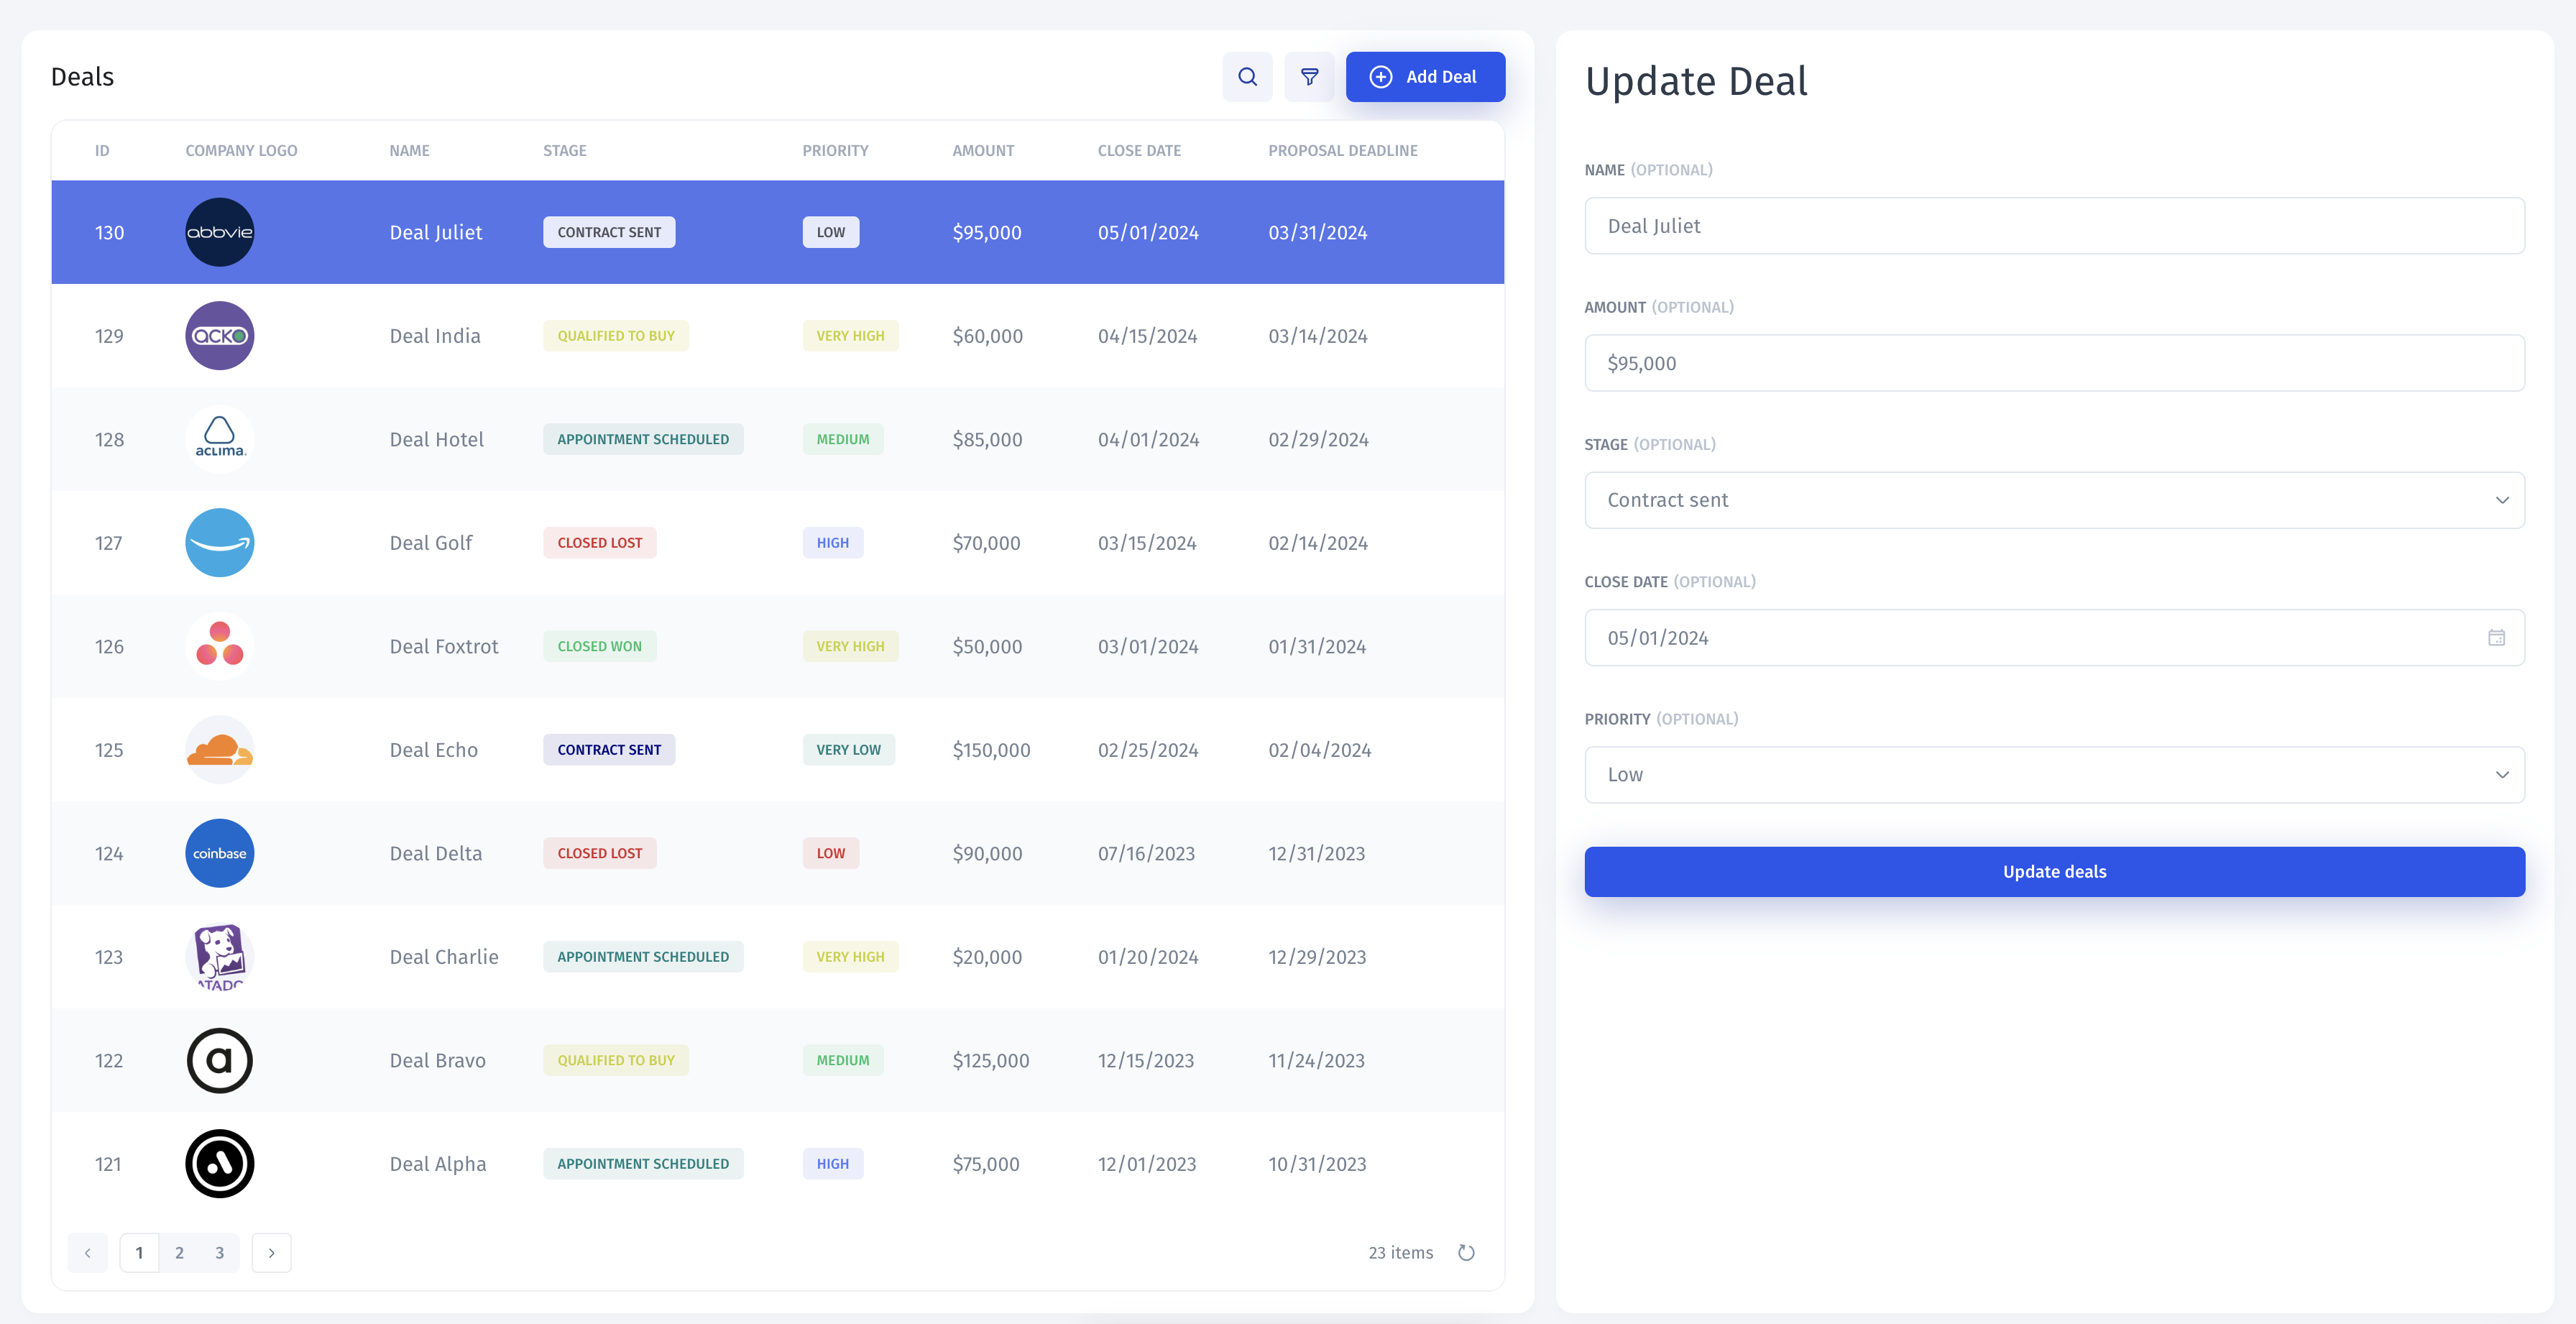 Deals
Add Deal
ID COMPANY LOGO NAME STAGE PRIORITY AMOUNT CLOSE DATE PROPOSAL DEADLINE
130 abbvie Deal Juliet CONTRACT SENT LOW $95,000 05/01/2024 03/31/2024
129 acko Deal India QUALIFIED TO BUY VERY HIGH $60,000 04/15/2024 03/14/2024
128 aclima. Deal Hotel APPOINTMENT SCHEDULED MEDIUM $85,000 04/01/2024 02/29/2024
127 Deal Golf CLOSED LOST HIGH $70,000 03/15/2024 02/14/2024
126 Deal Foxtrot CLOSED WON VERY HIGH $50,000 03/01/2024 01/31/2024
125 Deal Echo CONTRACT SENT VERY LOW $150,000 02/25/2024 02/04/2024
124 coinbase Deal Delta CLOSED LOST LOW $90,000 07/16/2023 12/31/2023
123 ATADO Deal Charlie APPOINTMENT SCHEDULED VERY HIGH $20,000 01/20/2024 12/29/2023
122 a Deal Bravo QUALIFIED TO BUY MEDIUM $125,000 12/15/2023 11/24/2023
121 Deal Alpha APPOINTMENT SCHEDULED HIGH $75,000 12/01/2023 10/31/2023
1 2 3
23 items
Update Deal
NAME (OPTIONAL)
Deal Juliet
AMOUNT (OPTIONAL)
$95,000
STAGE (OPTIONAL)
Contract sent
CLOSE DATE (OPTIONAL)
05/01/2024
PRIORITY (OPTIONAL)
Low
Update deals